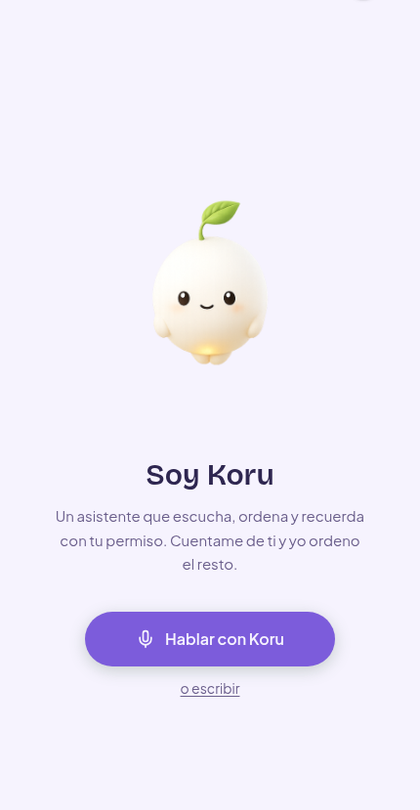 Soy Koru
Un asistente que escucha, ordena y recuerda
con tu permiso. Cuentame de ti y yo ordeno
el resto.
Hablar con Koru
o escribir